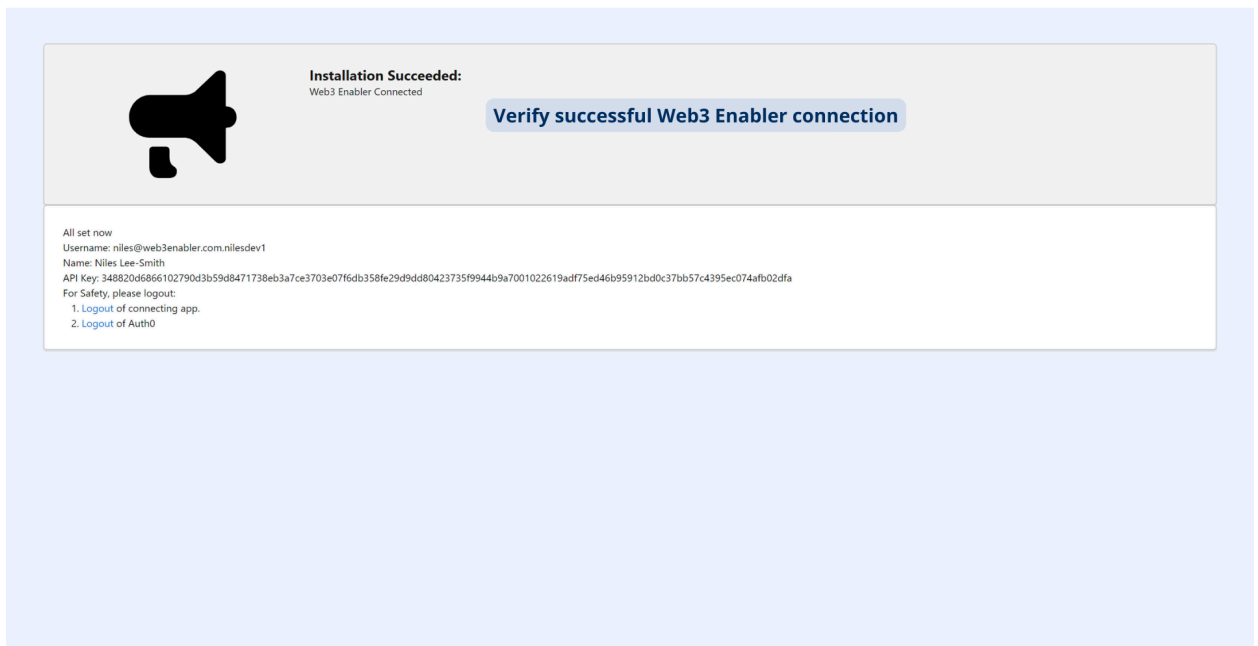 Installation Succeeded:
Web3 Enabler Connected
Verify successful Web3 Enabler connection
All set now
Username: niles@web3enabler.com.nilesdev1
Name: Niles Lee-Smith
API Key: 348820d6866102790d3b59d8471738eb3a7ce3703e07f6db358fe29d9dd80423735f9944b9a7001022619adf75ed46b95912bd0c37bb57c4395ec074afb02dfa
For Safety, please logout:
1. Logout of connecting app.
2. Logout of Auth0